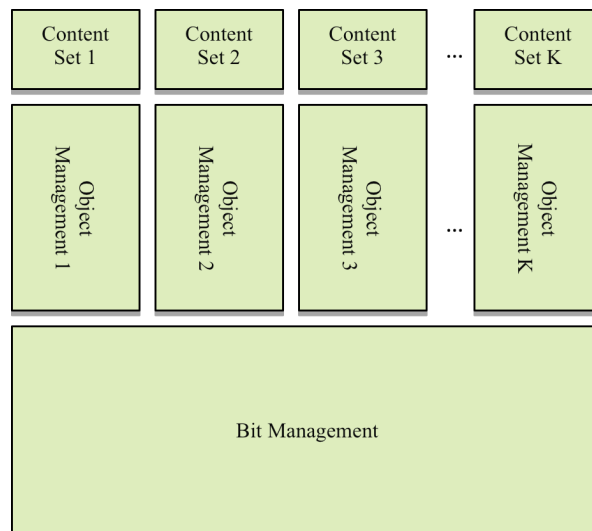 Content
Set 1
Content
Set 2
Content
Set 3
...
Content
Set K
Object
Management 1
Object
Management 2
Object
Management 3
...
Object
Management K
Bit Management